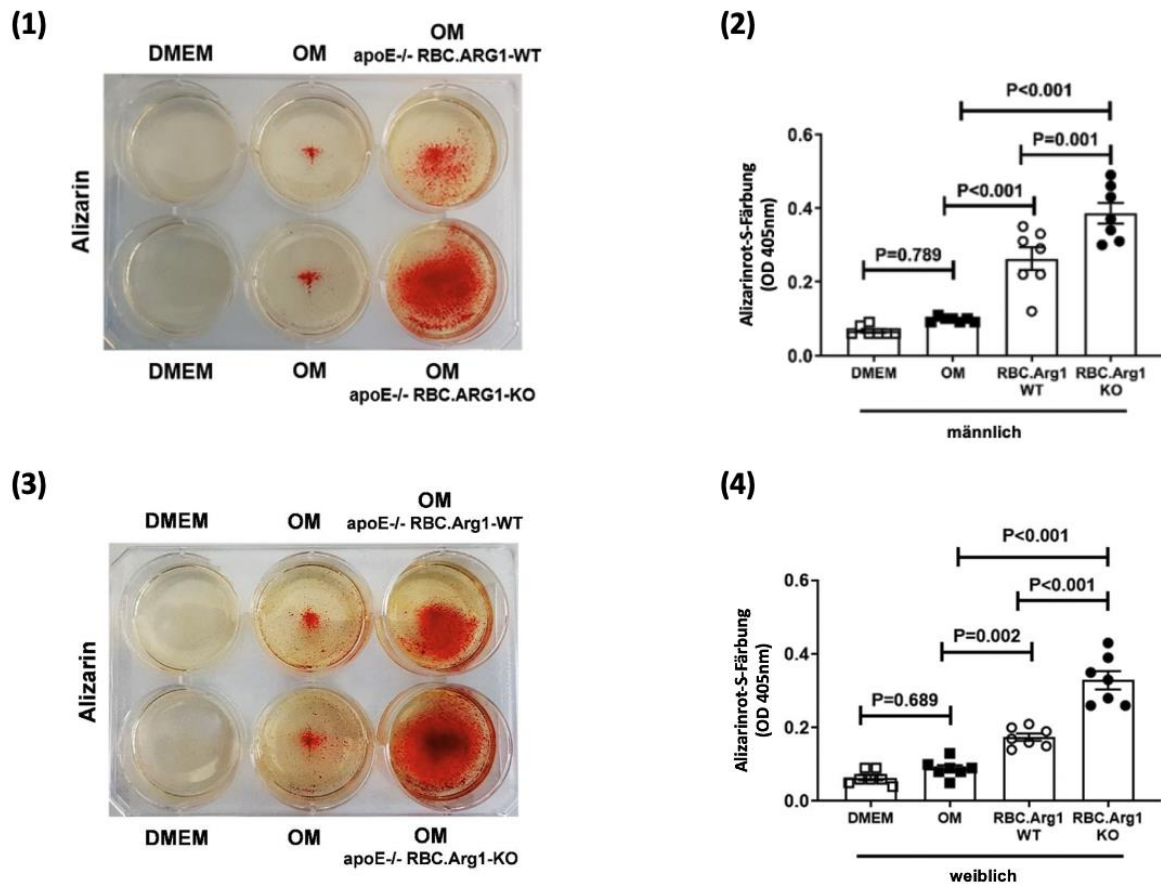 (1)
DMEM
OM
OM
apoE-/- RBC.ARG1-WT
Alizarin
DMEM
OM
OM
apoE-/- RBC.ARG1-KO
(2)
Alizarinrot-S-Färbung
(OD 405nm)
0.6
0.4
0.2
0.0
P<0.001
P=0.001
P<0.001
P=0.789
DMEM
OM
RBC.Arg1
WT
RBC.Arg1
KO
männlich
(3)
DMEM
OM
OM
apoE-/- RBC.Arg1-WT
Alizarin
DMEM
OM
OM
apoE-/- RBC.Arg1-KO
(4)
Alizarinrot-S-Färbung
(OD 405nm)
0.6
0.4
0.2
0.0
P<0.001
P<0.001
P=0.002
P=0.689
DMEM
OM
RBC.Arg1
WT
RBC.Arg1
KO
weiblich